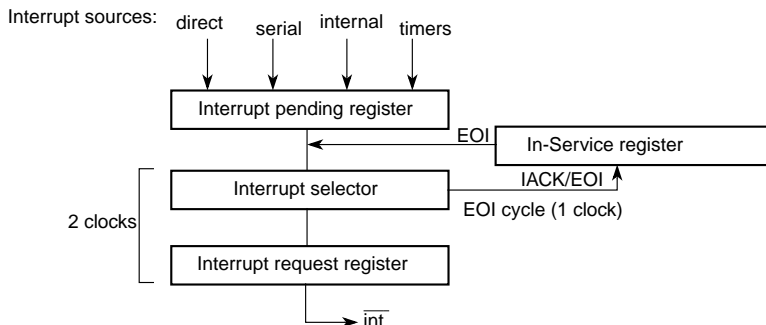 Interrupt sources:
direct
serial
internal
timers
Interrupt pending register
EOI
In-Service register
Interrupt selector
IACK/EOI
EOI cycle (1 clock)
2 clocks
Interrupt request register
int